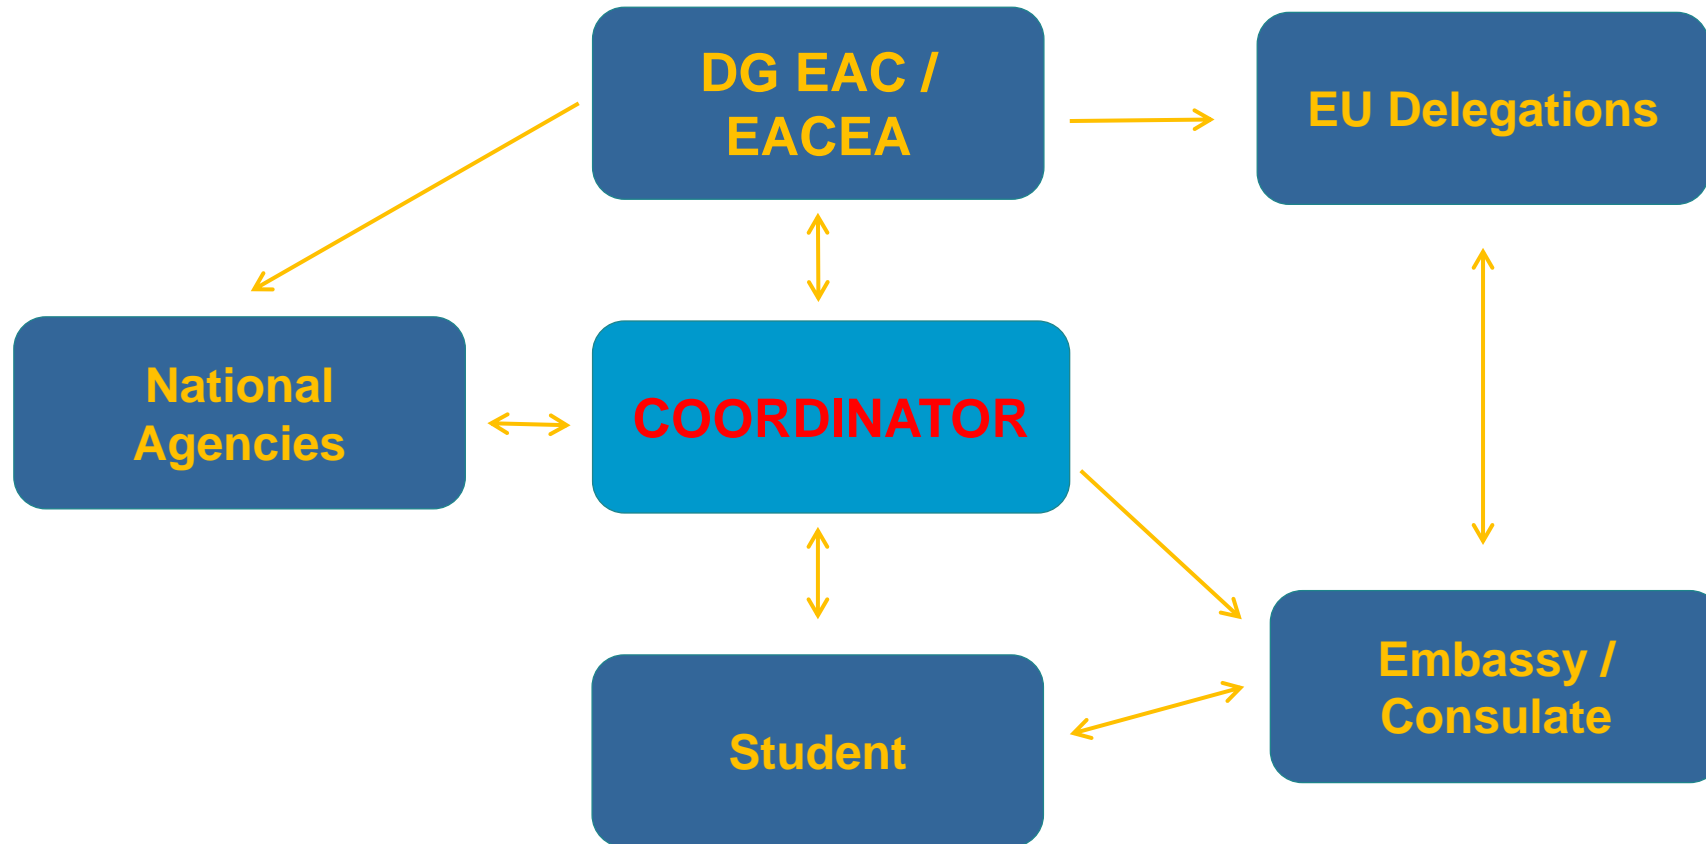 DG EAC /
EACEA
EU Delegations
National
Agencies
COORDINATOR
Embassy /
Consulate
Student